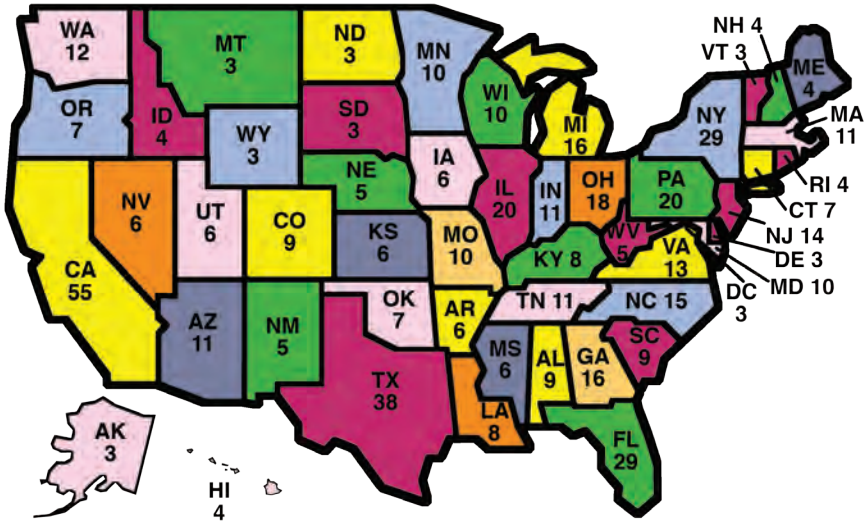 WA
12
OR
7
CA
55
ID
4
NV
6
MT
3
WY
3
UT
6
AZ
11
CO
9
NM
5
ND
3
SD
3
NE
5
KS
6
OK
7
TX
38
MN
10
IA
6
MO
10
AR
6
LA
8
WI
10
IL
20
MI
16
IN
11
OH
18
KY 8
TN 11
MS
6
AL
9
GA
16
FL
29
SC
9
NC 15
VA
13
WV
5
PA
20
NY
29
VT 3
NH 4
ME
4
MA
11
RI 4
CT 7
NJ 14
DE 3
MD 10
DC
3
AK
3
HI
4